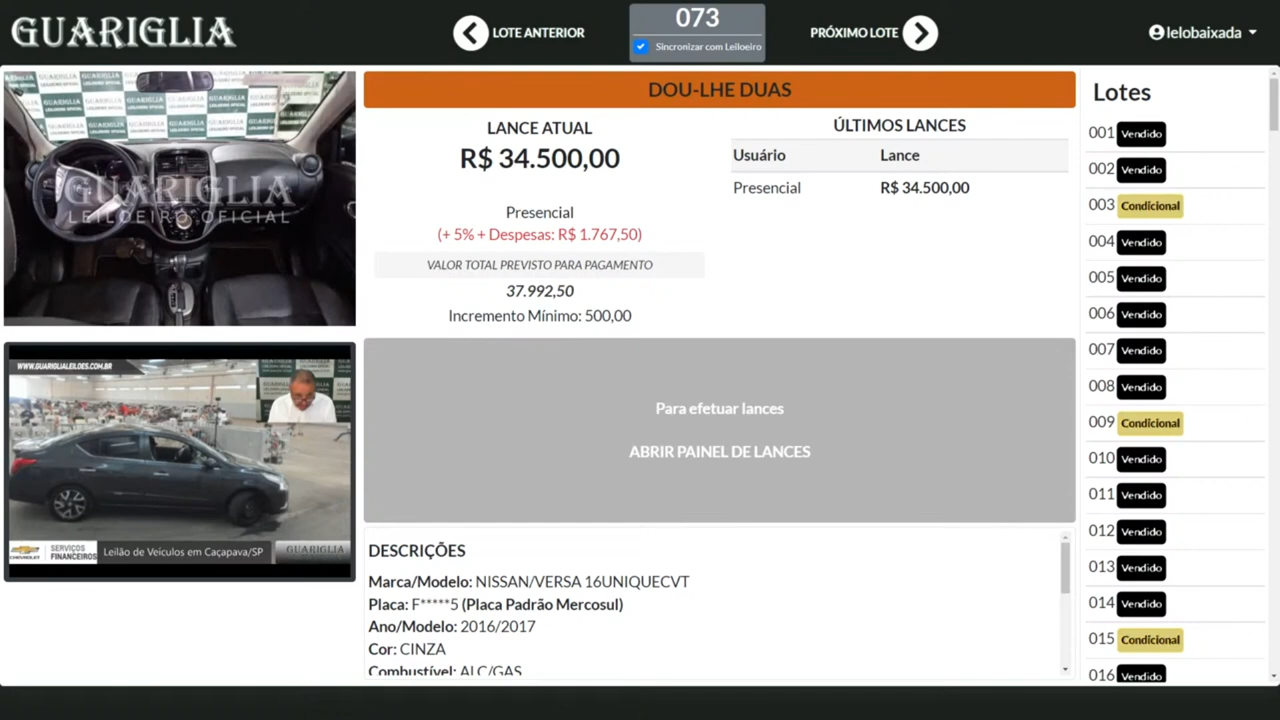 GUARIGLIA
LOTE ANTERIOR
073
Sincronizar com Leiloeiro
PRÓXIMO LOTE
lelobaixada
GUARIGLIA
LEILOEIRO OFICIAL
DOU-LHE DUAS
LANCE ATUAL
R$ 34.500,00
Presencial
(+ 5% + Despesas: R$ 1.767,50)
VALOR TOTAL PREVISTO PARA PAGAMENTO
37.992,50
Incremento Mínimo: 500,00
ÚLTIMOS LANCES
Usuário Lance
Presencial R$ 34.500,00
WWW.GUARIGLIALEILOES.COM.BR
CHEVROLET
SERVIÇOS
FINANCEIROS
Leilão de Veículos em Caçapava/SP
GUARIGLIA
Para efetuar lances
ABRIR PAINEL DE LANCES
DESCRIÇÕES
Marca/Modelo: NISSAN/VERSA 16UNIQUECVT
Placa: F*****5 (Placa Padrão Mercosul)
Ano/Modelo: 2016/2017
Cor: CINZA
Combustível: ALC/GAS
Lotes
001 Vendido
002 Vendido
003 Condicional
004 Vendido
005 Vendido
006 Vendido
007 Vendido
008 Vendido
009 Condicional
010 Vendido
011 Vendido
012 Vendido
013 Vendido
014 Vendido
015 Condicional
016 Vendido